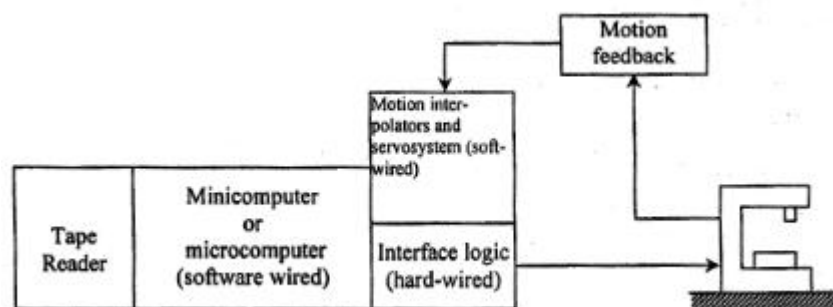 Motion
feedback
Motion inter-
polators and
servosystem (soft-
wired)
Tape
Reader
Minicomputer
or
microcomputer
(software wired)
Interface logic
(hard-wired)